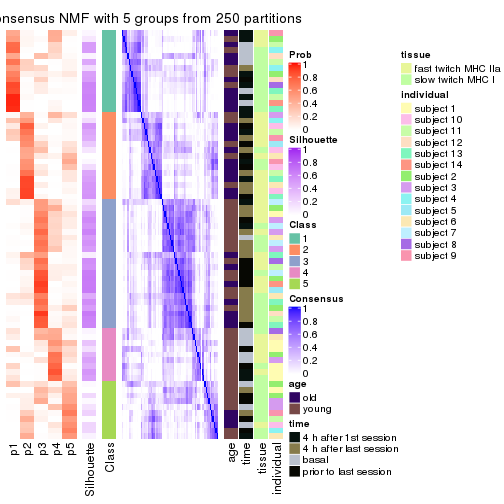 onsensus NMF with 5 groups from 250 partitions
Prob
1
0.8
0.6
0.4
0.2
0
Silhouette
1
0.8
0.6
0.4
0.2
0
Class
1
2
3
4
5
Consensus
1
0.8
0.6
0.4
0.2
0
age
old
young
time
4 h after 1st session
4 h after last session
basal
prior to last session
tissue
fast twitch MHC IIa
slow twitch MHC I
individual
subject 1
subject 10
subject 11
subject 12
subject 13
subject 14
subject 2
subject 3
subject 4
subject 5
subject 6
subject 7
subject 8
subject 9
p1
p2
p3
p4
p5
Silhouette
Class
age
time
tissue
individual